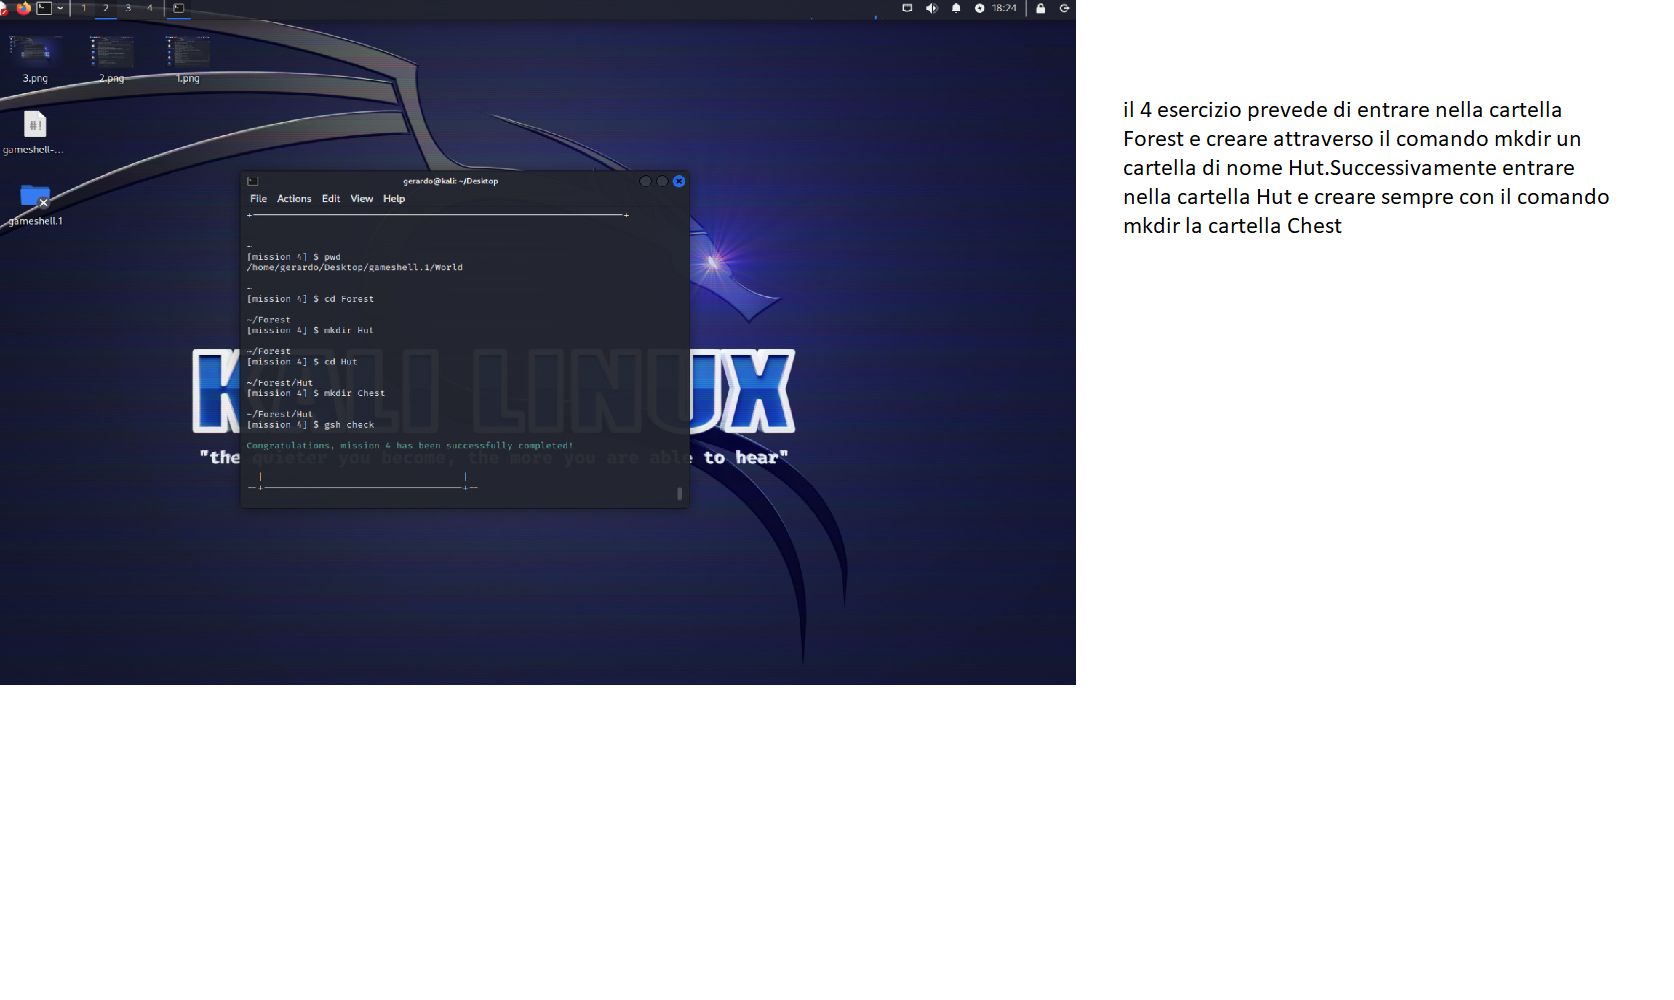 1 2 3 4
18:24
3.png 2.png 1.png
gameshell-...
gameshell.1
gerardo@kali: ~/Desktop
File Actions Edit View Help
~
[mission 4] $ pwd
/home/gerardo/Desktop/gameshell.1/World
~
[mission 4] $ cd Forest
~/Forest
[mission 4] $ mkdir Hut
~/Forest
[mission 4] $ cd Hut
~/Forest/Hut
[mission 4] $ mkdir Chest
~/Forest/Hut
[mission 4] $ gsh check
Congratulations, mission 4 has been successfully completed!
KALI LINUX
"the quieter you become, the more you are able to hear"
il 4 esercizio prevede di entrare nella cartella
Forest e creare attraverso il comando mkdir un
cartella di nome Hut.Successivamente entrare
nella cartella Hut e creare sempre con il comando
mkdir la cartella Chest